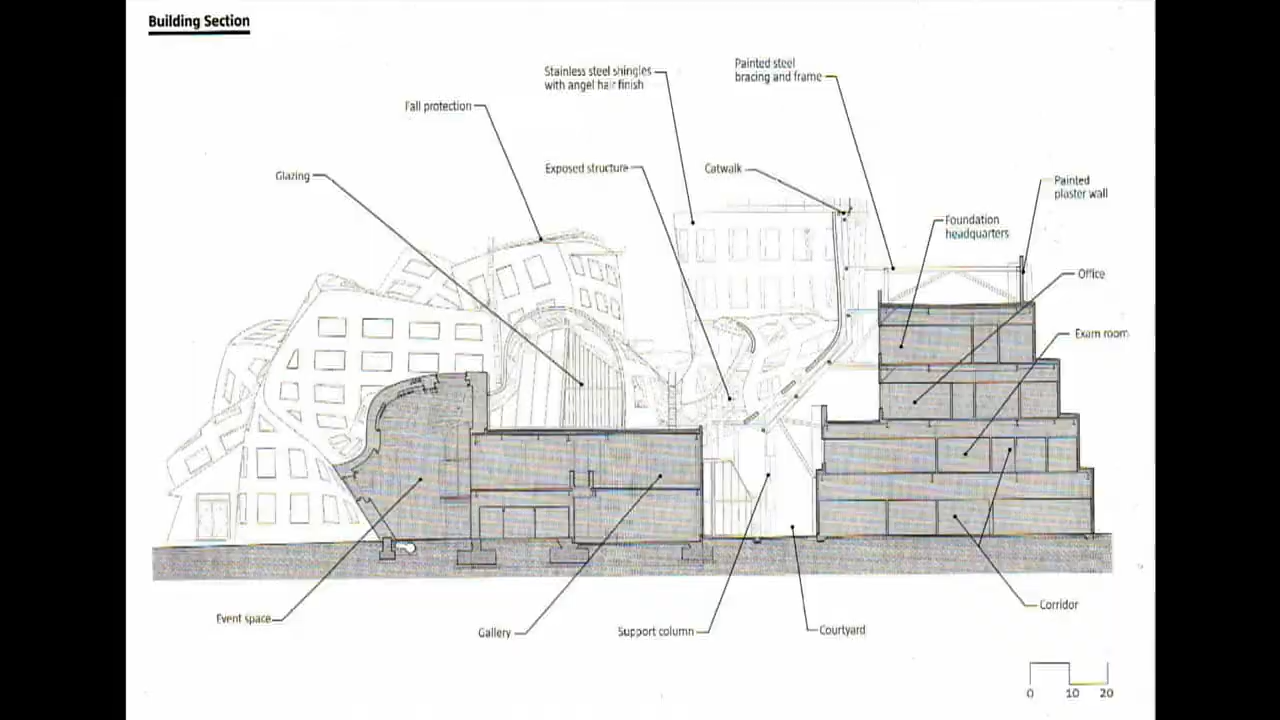 Building Section
Stainless steel shingles
with angel hair finish
Painted steel
bracing and frame
Fall protection
Glazing
Exposed structure
Catwalk
Painted
plaster wall
Foundation
headquarters
Office
Exam room
Event space
Gallery
Support column
Courtyard
Corridor
0 10 20